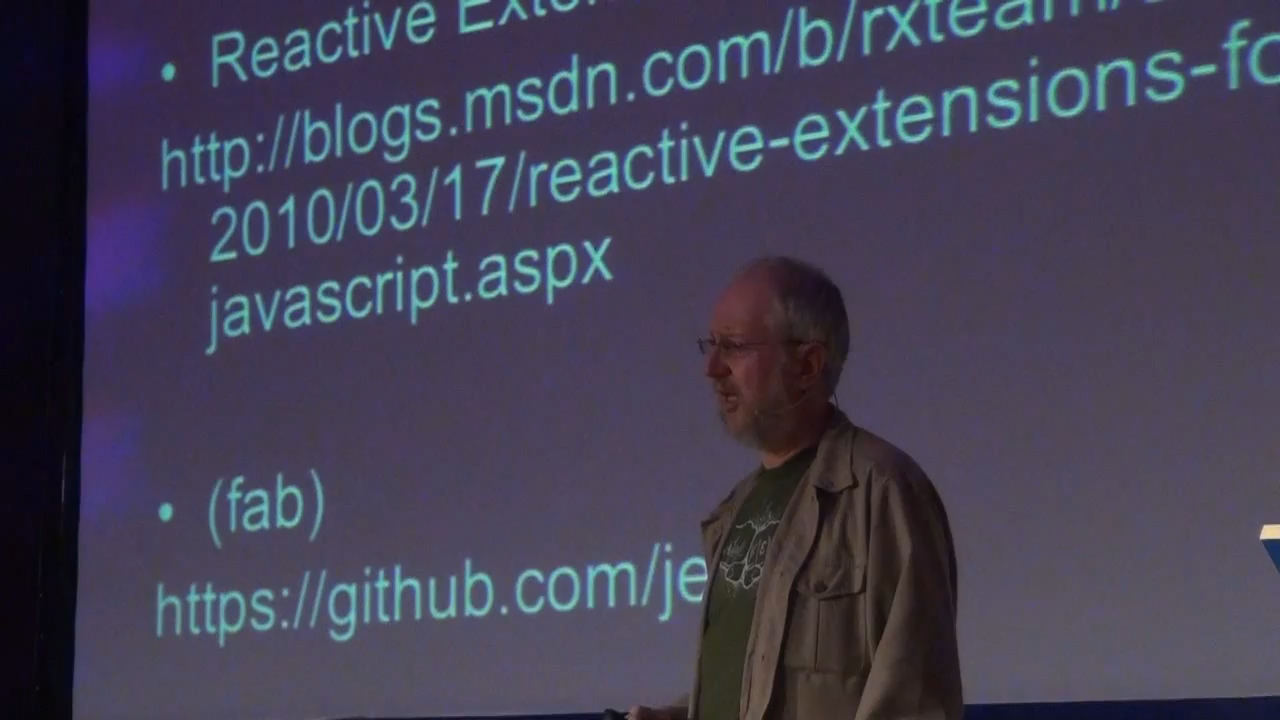 • Reactive
http://blogs.msdn.com/b/rxteam/
2010/03/17/reactive-extensions-fo
javascript.aspx
• (fab)
https://github.com/je